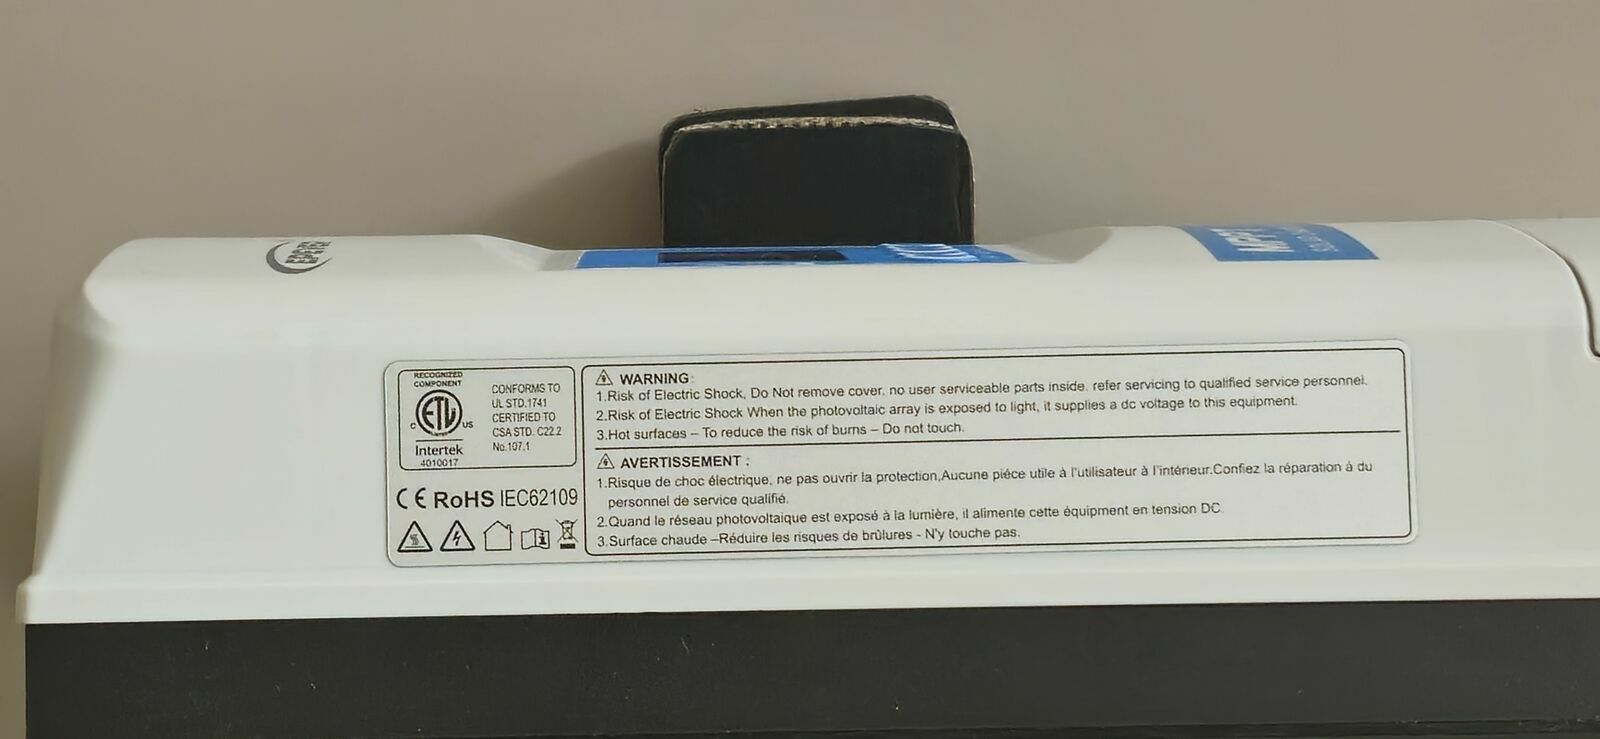 EPEVER
RECOGNIZED
COMPONENT
ETL
C US
Intertek
4010017
CONFORMS TO
UL STD.1741
CERTIFIED TO
CSA STD. C22.2
No.107.1
CE RoHS IEC62109
WARNING:
1.Risk of Electric Shock, Do Not remove cover, no user serviceable parts inside. refer servicing to qualified service personnel.
2.Risk of Electric Shock When the photovoltaic array is exposed to light, it supplies a dc voltage to this equipment.
3.Hot surfaces – To reduce the risk of burns – Do not touch.
AVERTISSEMENT :
1.Risque de choc électrique, ne pas ouvrir la protection,Aucune piéce utile à l'utilisateur à l'intérieur.Confiez la réparation à du
personnel de service qualifié.
2.Quand le réseau photovoltaique est exposé à la lumière, il alimente cette équipment en tension DC.
3.Surface chaude –Réduire les risques de brûlures - N'y touche pas.